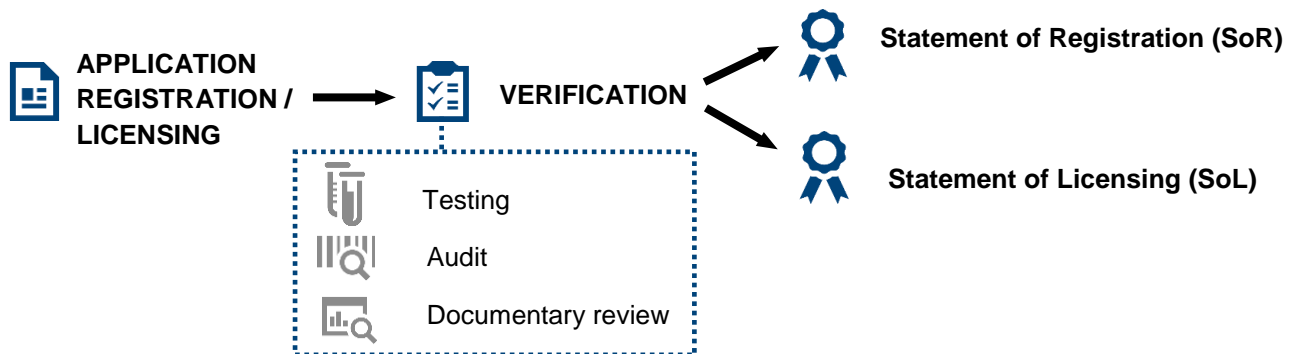 APPLICATION
REGISTRATION /
LICENSING
VERIFICATION
Testing
Audit
Documentary review
Statement of Registration (SoR)
Statement of Licensing (SoL)